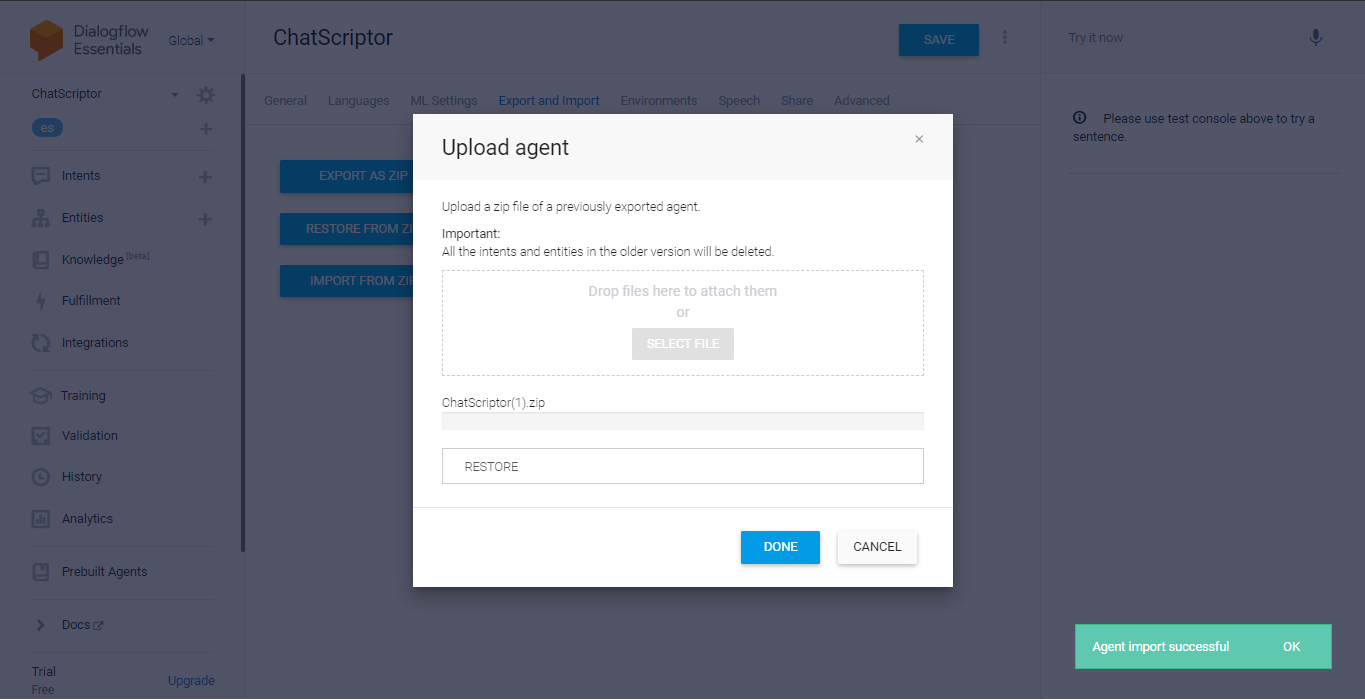 Dialogflow
Essentials
Global
ChatScriptor
SAVE
Try it now
ChatScriptor
es
Intents
Entities
Knowledge [beta]
Fulfillment
Integrations
Training
Validation
History
Analytics
Prebuilt Agents
Docs
Trial
Free
Upgrade
General Languages ML Settings Export and Import Environments Speech Share Advanced
EXPORT AS ZIP
RESTORE FROM ZI
IMPORT FROM ZI
Upload agent
×
Upload a zip file of a previously exported agent.
Important:
All the intents and entities in the older version will be deleted.
Drop files here to attach them
or
SELECT FILE
ChatScriptor(1).zip
RESTORE
DONE
CANCEL
Please use test console above to try a
sentence.
Agent import successful OK